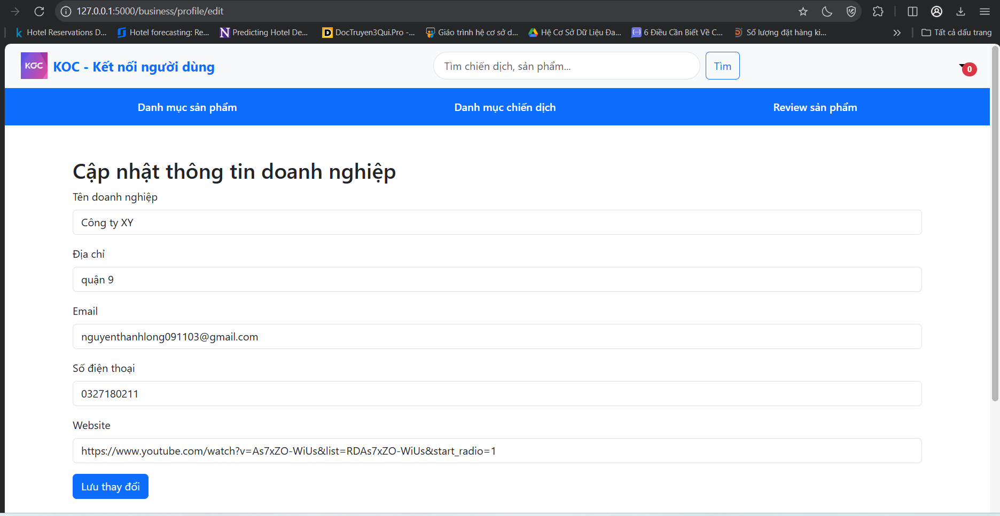 127.0.0.1:5000/business/profile/edit
Hotel Reservations D...
Hotel forecasting: Re...
Predicting Hotel De...
DocTruyen3Qui.Pro -...
Giáo trình hệ cơ sở d...
Hệ Cơ Sở Dữ Liệu Đa...
6 Điều Cần Biết Về C...
Số lượng đặt hàng ki...
Tất cả dấu trang
KOC
KOC - Kết nối người dùng
Tìm chiến dịch, sản phẩm...
Tìm
0
Danh mục sản phẩm
Danh mục chiến dịch
Review sản phẩm
Cập nhật thông tin doanh nghiệp
Tên doanh nghiệp
Công ty XY
Địa chỉ
quận 9
Email
nguyenthanhlong091103@gmail.com
Số điện thoại
0327180211
Website
https://www.youtube.com/watch?v=As7xZO-WiUs&list=RDAs7xZO-WiUs&start_radio=1
Lưu thay đổi